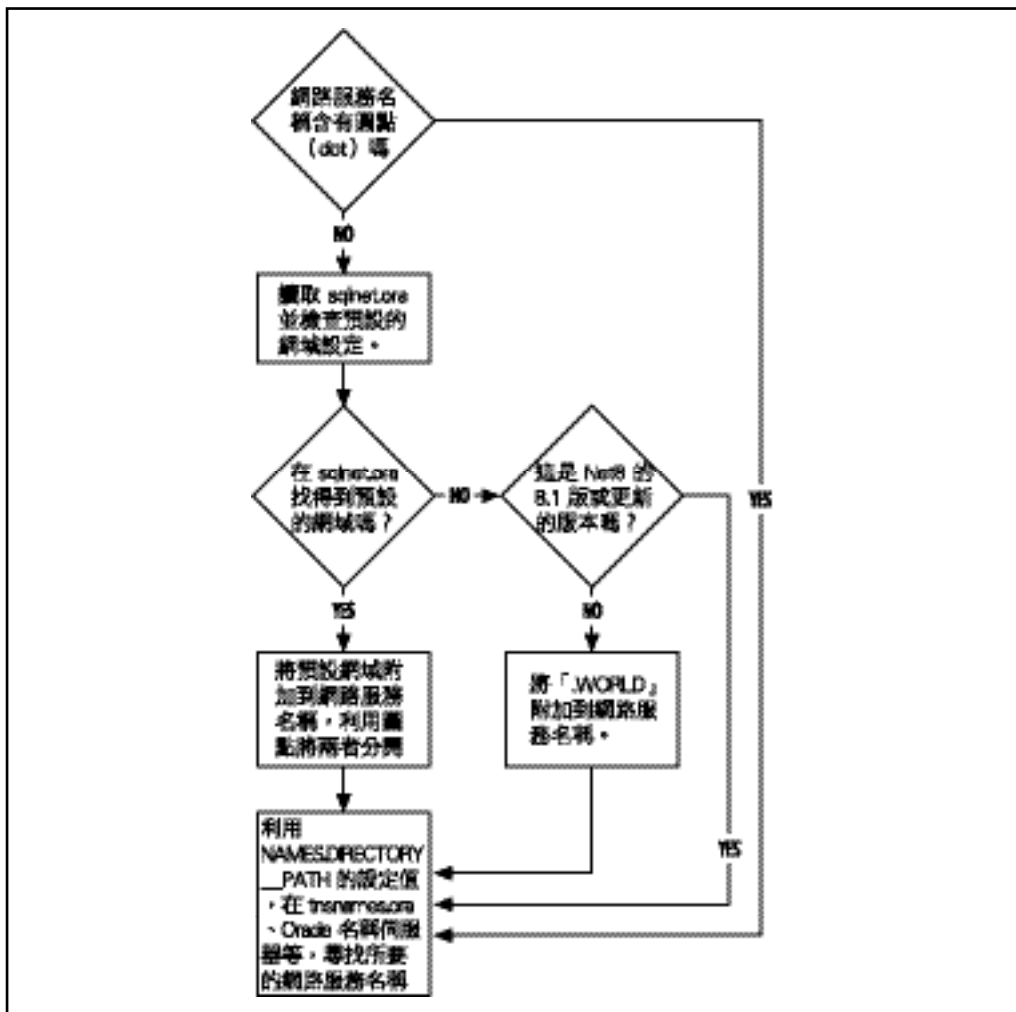 網路服務名
稱含有圓點
（dot）嗎
NO
讀取 sqlnet.ora
並檢查預設的
網域設定。
在 sqlnet.ora
找得到預設
的網域嗎？
NO
這是 Net8 的
8.1 版或更新
的版本嗎？
YES
YES
NO
將預設網域附
加到網路服務
名稱，利用圓
點將兩者分開
將「.WORLD」
附加到網路服
務名稱。
YES
利用
NAMES.DIRECTORY
__PATH 的設定值
，在 tnsnames.ora
、Oracle 名稱伺服
器等，尋找所要
的網路服務名稱